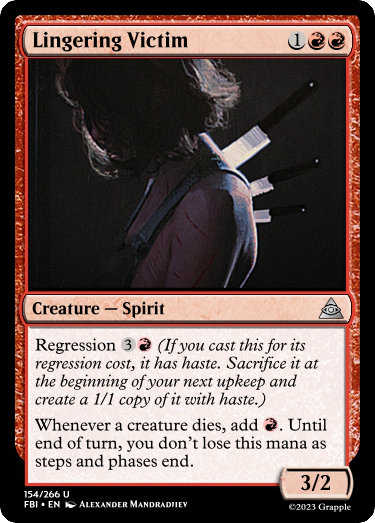 Lingering Victim 1
Creature — Spirit
Regression 3 (If you cast this for its
regression cost, it has haste. Sacrifice it at
the beginning of your next upkeep and
create a 1/1 copy of it with haste.)
Whenever a creature dies, add . Until
end of turn, you don't lose this mana as
steps and phases end.
3/2
154/266 U
FBI • EN Alexander Mandradjiev
©2023 Grapple